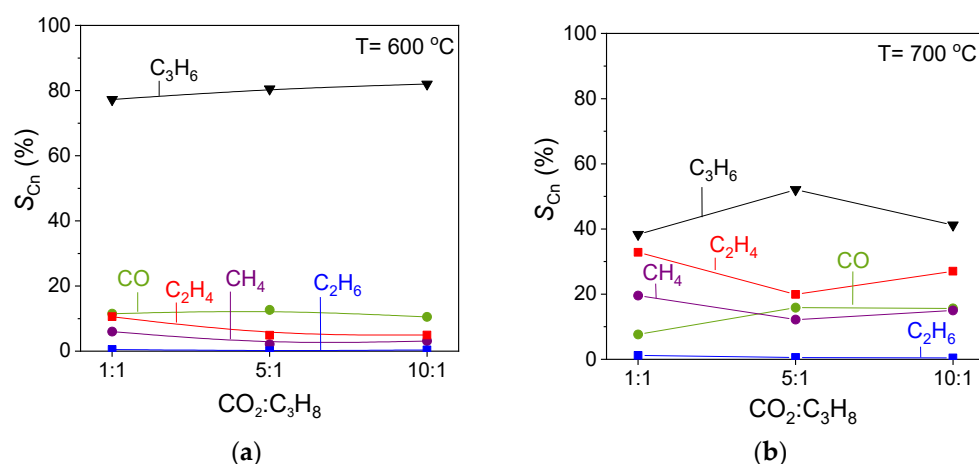 100
80
60
40
20
0
S_Cn (%)
T= 600 °C
C₃H₆
CO
C₂H₄
CH₄
C₂H₆
1:1
5:1
10:1
CO₂:C₃H₈
(a)
100
80
60
40
20
0
S_Cn (%)
T= 700 °C
C₃H₆
C₂H₄
CO
CH₄
C₂H₆
1:1
5:1
10:1
CO₂:C₃H₈
(b)